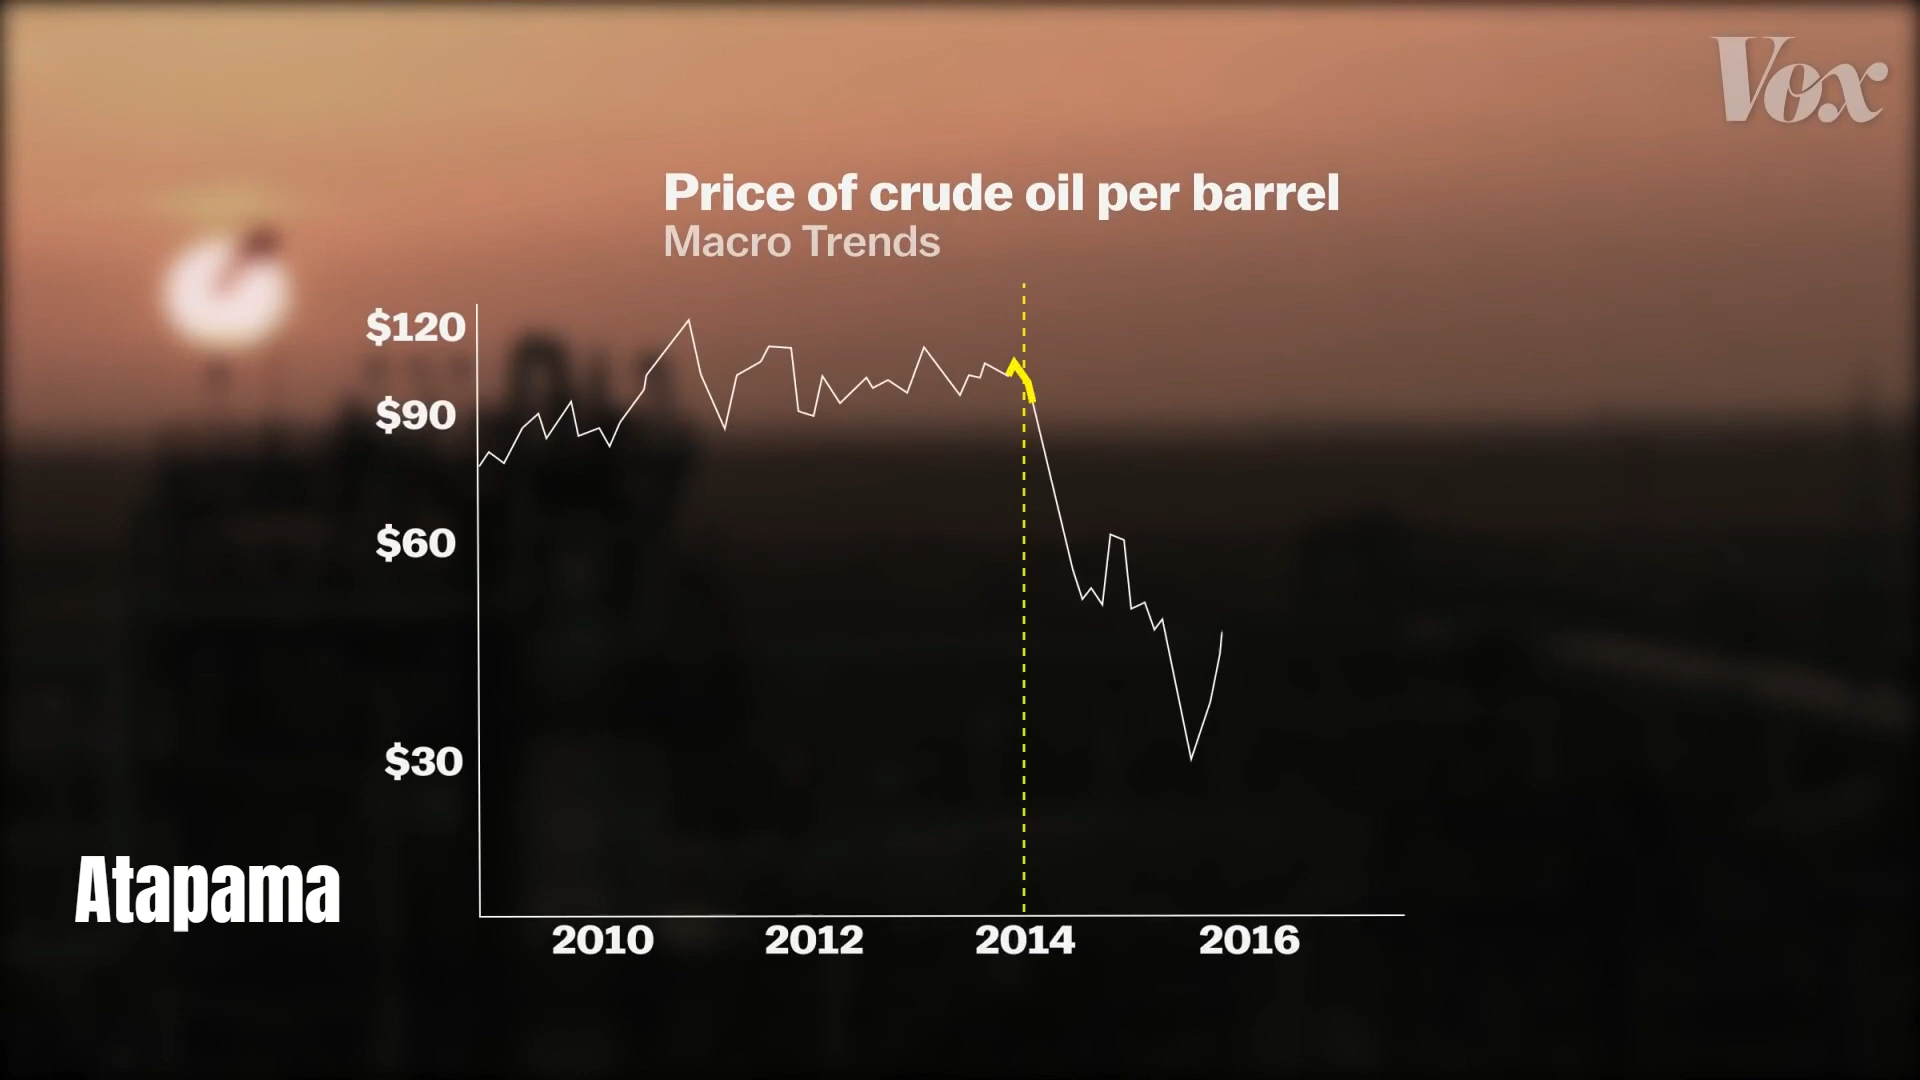 Vox
Price of crude oil per barrel
Macro Trends
$120
$90
$60
$30
Atapama
2010 2012 2014 2016